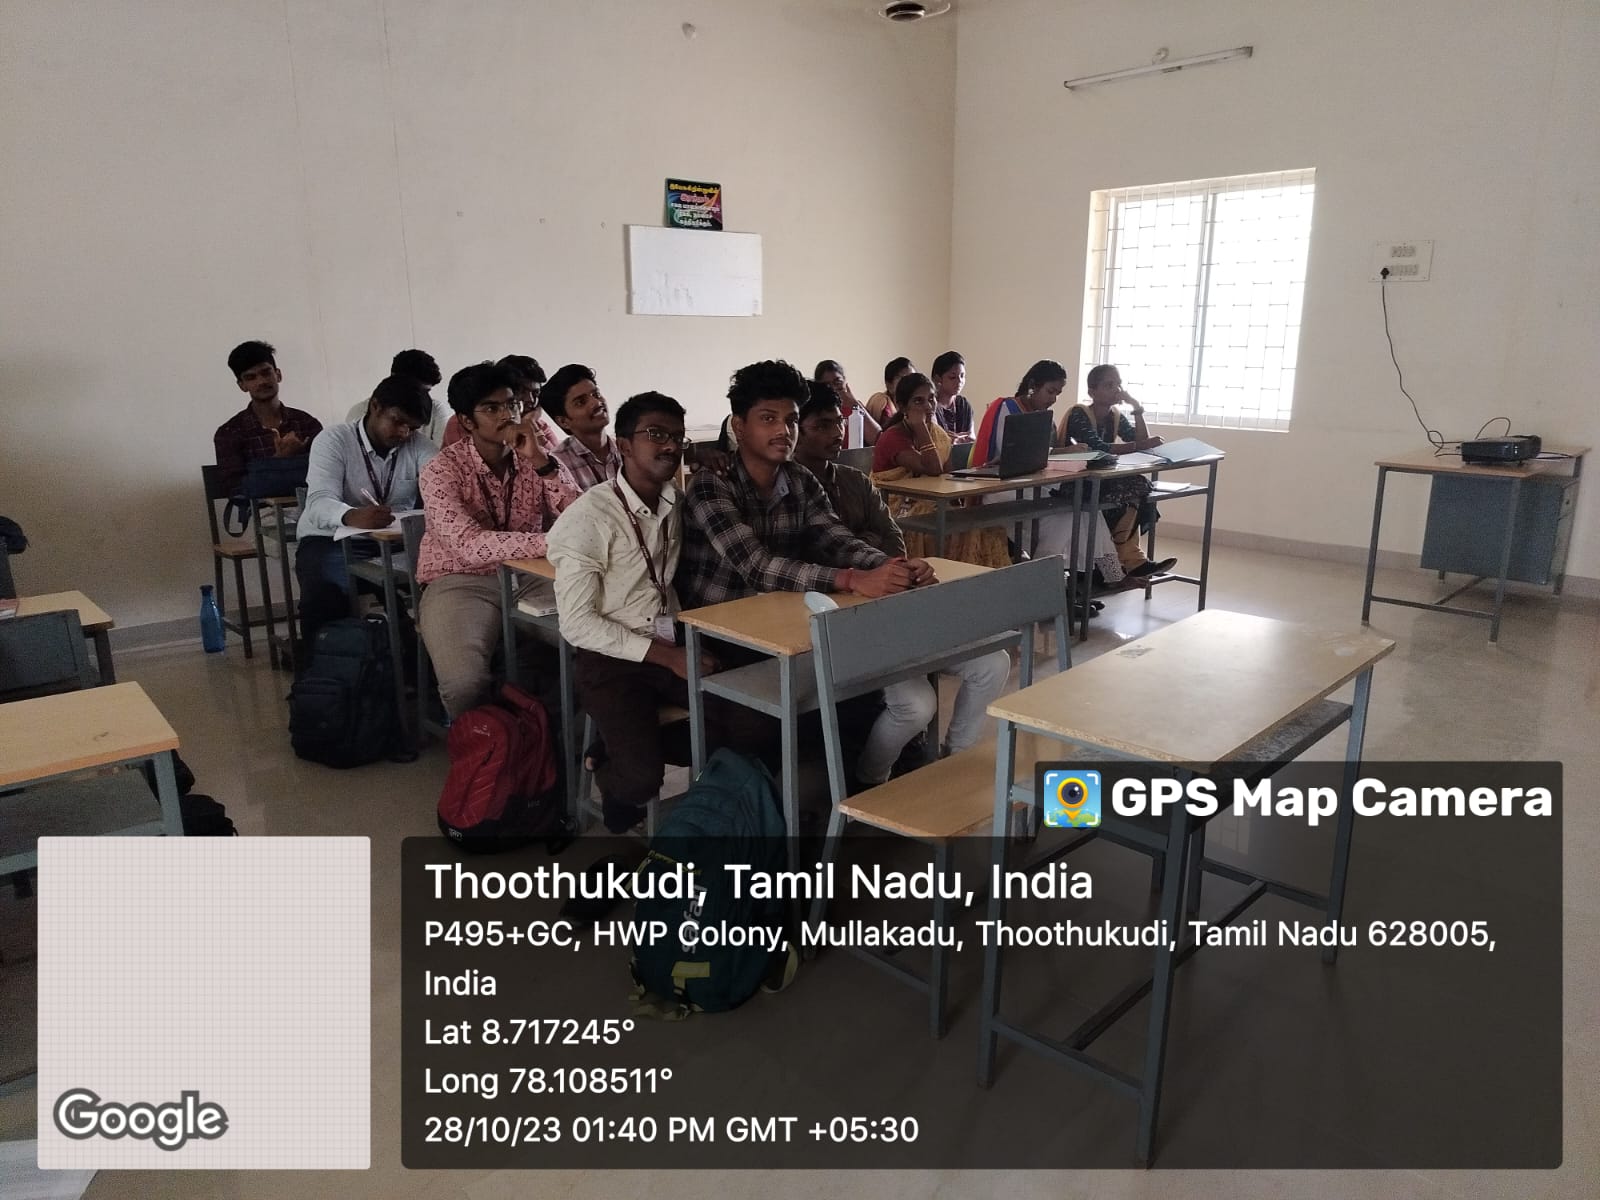 GPS Map Camera
Thoothukudi, Tamil Nadu, India
P495+GC, HWP Colony, Mullakadu, Thoothukudi, Tamil Nadu 628005,
India
Lat 8.717245°
Long 78.108511°
28/10/23 01:40 PM GMT +05:30
Google
safari